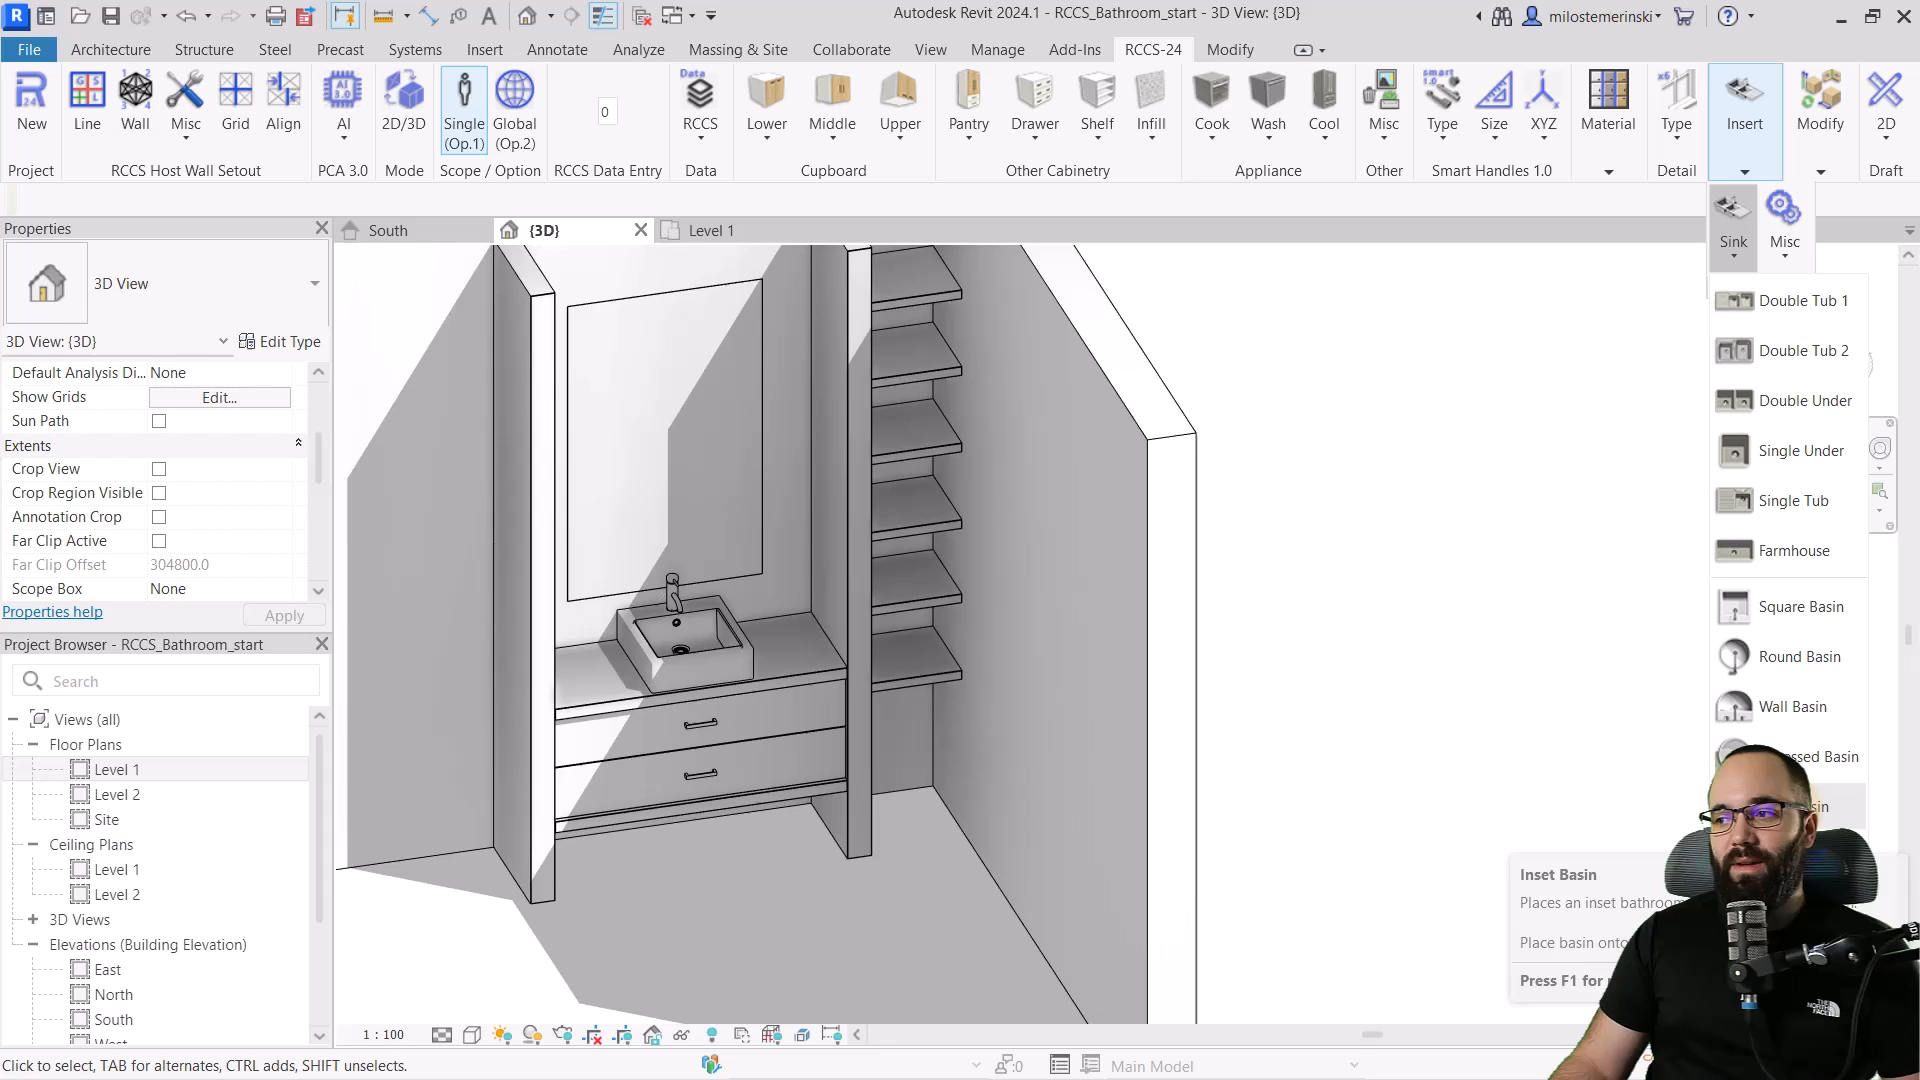 Autodesk Revit 2024.1 - RCCS_Bathroom_start - 3D View: {3D}
milostemerinski
File Architecture Structure Steel Precast Systems Insert Annotate Analyze Massing & Site Collaborate View Manage Add-Ins RCCS-24 Modify
New Line Wall Misc Grid Align AI 2D/3D Single (Op.1) Global (Op.2) 0 RCCS Lower Middle Upper Pantry Drawer Shelf Infill Cook Wash Cool Misc Type Size XYZ Material Type Insert Modify 2D
Project RCCS Host Wall Setout PCA 3.0 Mode Scope / Option RCCS Data Entry Data Cupboard Other Cabinetry Appliance Other Smart Handles 1.0 Detail Draft
Properties
South {3D} Level 1
Sink Misc
3D View
3D View: {3D} Edit Type
Default Analysis Di... None
Show Grids Edit...
Sun Path
Extents
Crop View
Crop Region Visible
Annotation Crop
Far Clip Active
Far Clip Offset 304800.0
Scope Box None
Properties help Apply
Project Browser - RCCS_Bathroom_start
Search
Views (all)
Floor Plans
Level 1
Level 2
Site
Ceiling Plans
Level 1
Level 2
3D Views
Elevations (Building Elevation)
East
North
South
Double Tub 1
Double Tub 2
Double Under
Single Under
Single Tub
Farmhouse
Square Basin
Round Basin
Wall Basin
Basin
Inset Basin
Places an inset
Place basin
Press F1 for
THE NORTH FACE
1 : 100
Click to select, TAB for alternates, CTRL adds, SHIFT unselects.
:0
Main Model